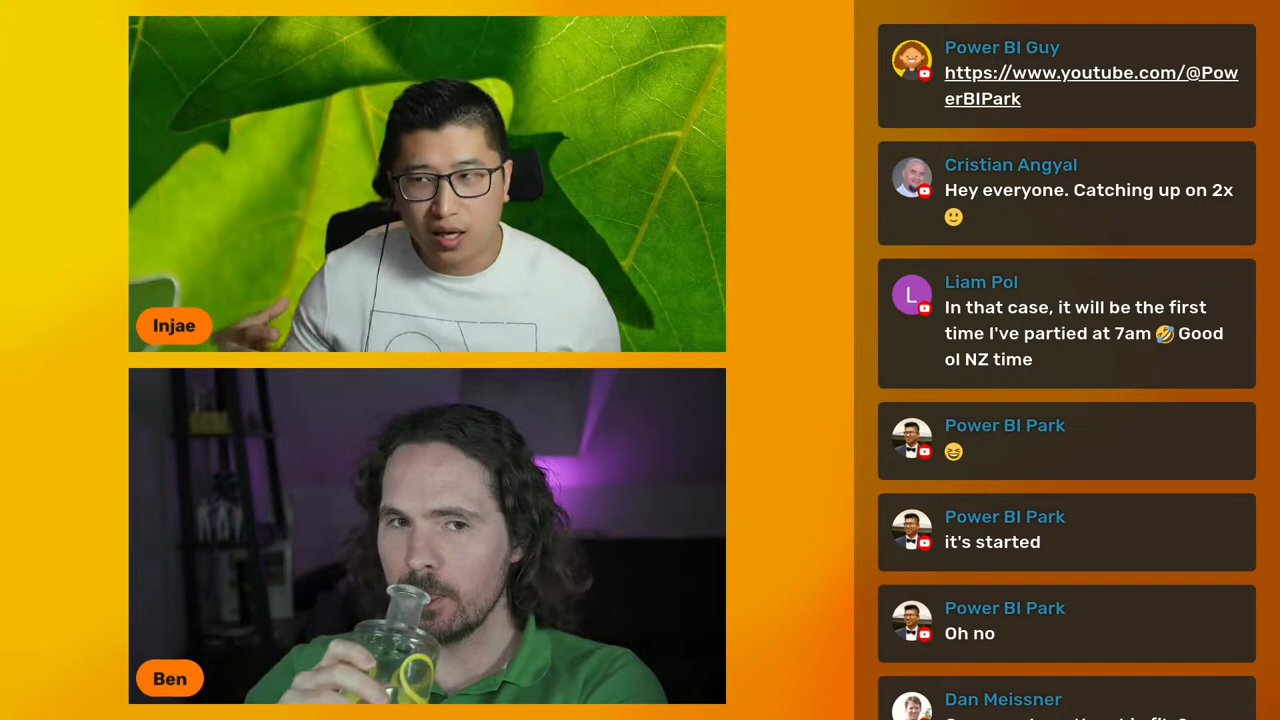 Injae
Ben
Power BI Guy
https://www.youtube.com/@Pow
erBIPark
Cristian Angyal
Hey everyone. Catching up on 2x
🙂
L
Liam Pol
In that case, it will be the first
time I've partied at 7am 🤣 Good
ol NZ time
Power BI Park
😆
Power BI Park
it's started
Power BI Park
Oh no
Dan Meissner